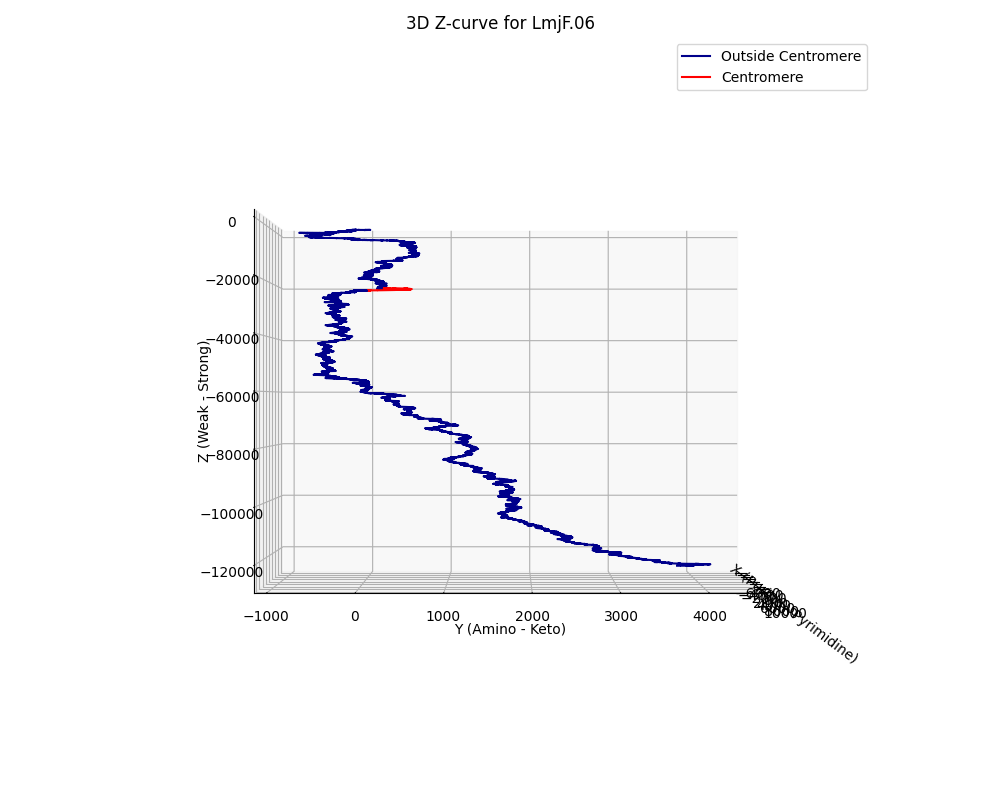 3D Z-curve for LmjF.06
Outside Centromere
Centromere
0
−20000
−40000
−60000
−80000
−100000
−120000
Z (Weak - Strong)
−1000
0
1000
2000
3000
4000
Y (Amino - Keto)